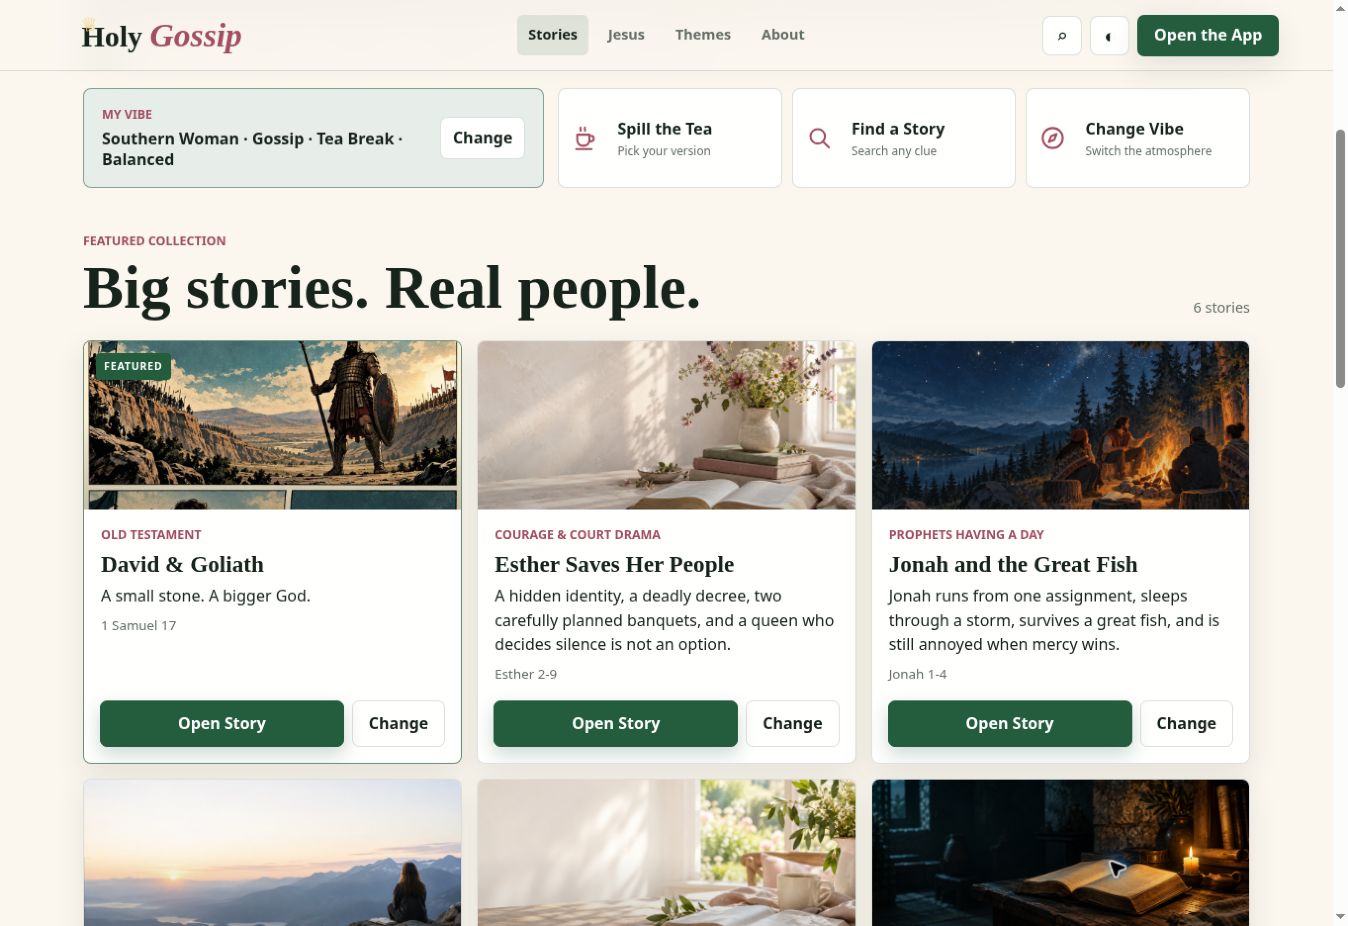 Holy Gossip
Stories
Jesus
Themes
About
Open the App
MY VIBE
Southern Woman · Gossip · Tea Break ·
Balanced
Change
Spill the Tea
Pick your version
Find a Story
Search any clue
Change Vibe
Switch the atmosphere
FEATURED COLLECTION
Big stories. Real people.
6 stories
FEATURED
OLD TESTAMENT
David & Goliath
A small stone. A bigger God.
1 Samuel 17
Open Story
Change
COURAGE & COURT DRAMA
Esther Saves Her People
A hidden identity, a deadly decree, two
carefully planned banquets, and a queen who
decides silence is not an option.
Esther 2-9
Open Story
Change
PROPHETS HAVING A DAY
Jonah and the Great Fish
Jonah runs from one assignment, sleeps
through a storm, survives a great fish, and is
still annoyed when mercy wins.
Jonah 1-4
Open Story
Change